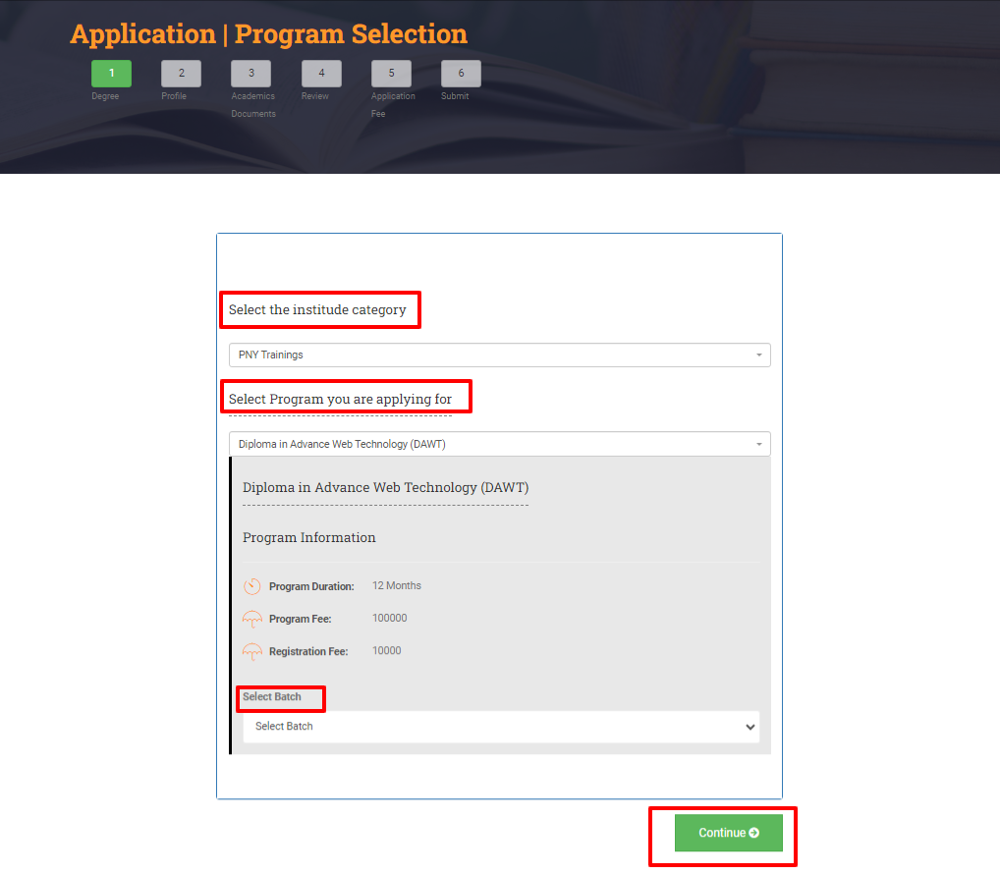 Application | Program Selection
1 2 3 4 5 6
Degree Profile Academics Documents Review Application Fee Submit
Select the institude category
PNY Trainings
Select Program you are applying for
Diploma in Advance Web Technology (DAWT)
Diploma in Advance Web Technology (DAWT)
Program Information
Program Duration: 12 Months
Program Fee: 100000
Registration Fee: 10000
Select Batch
Select Batch
Continue